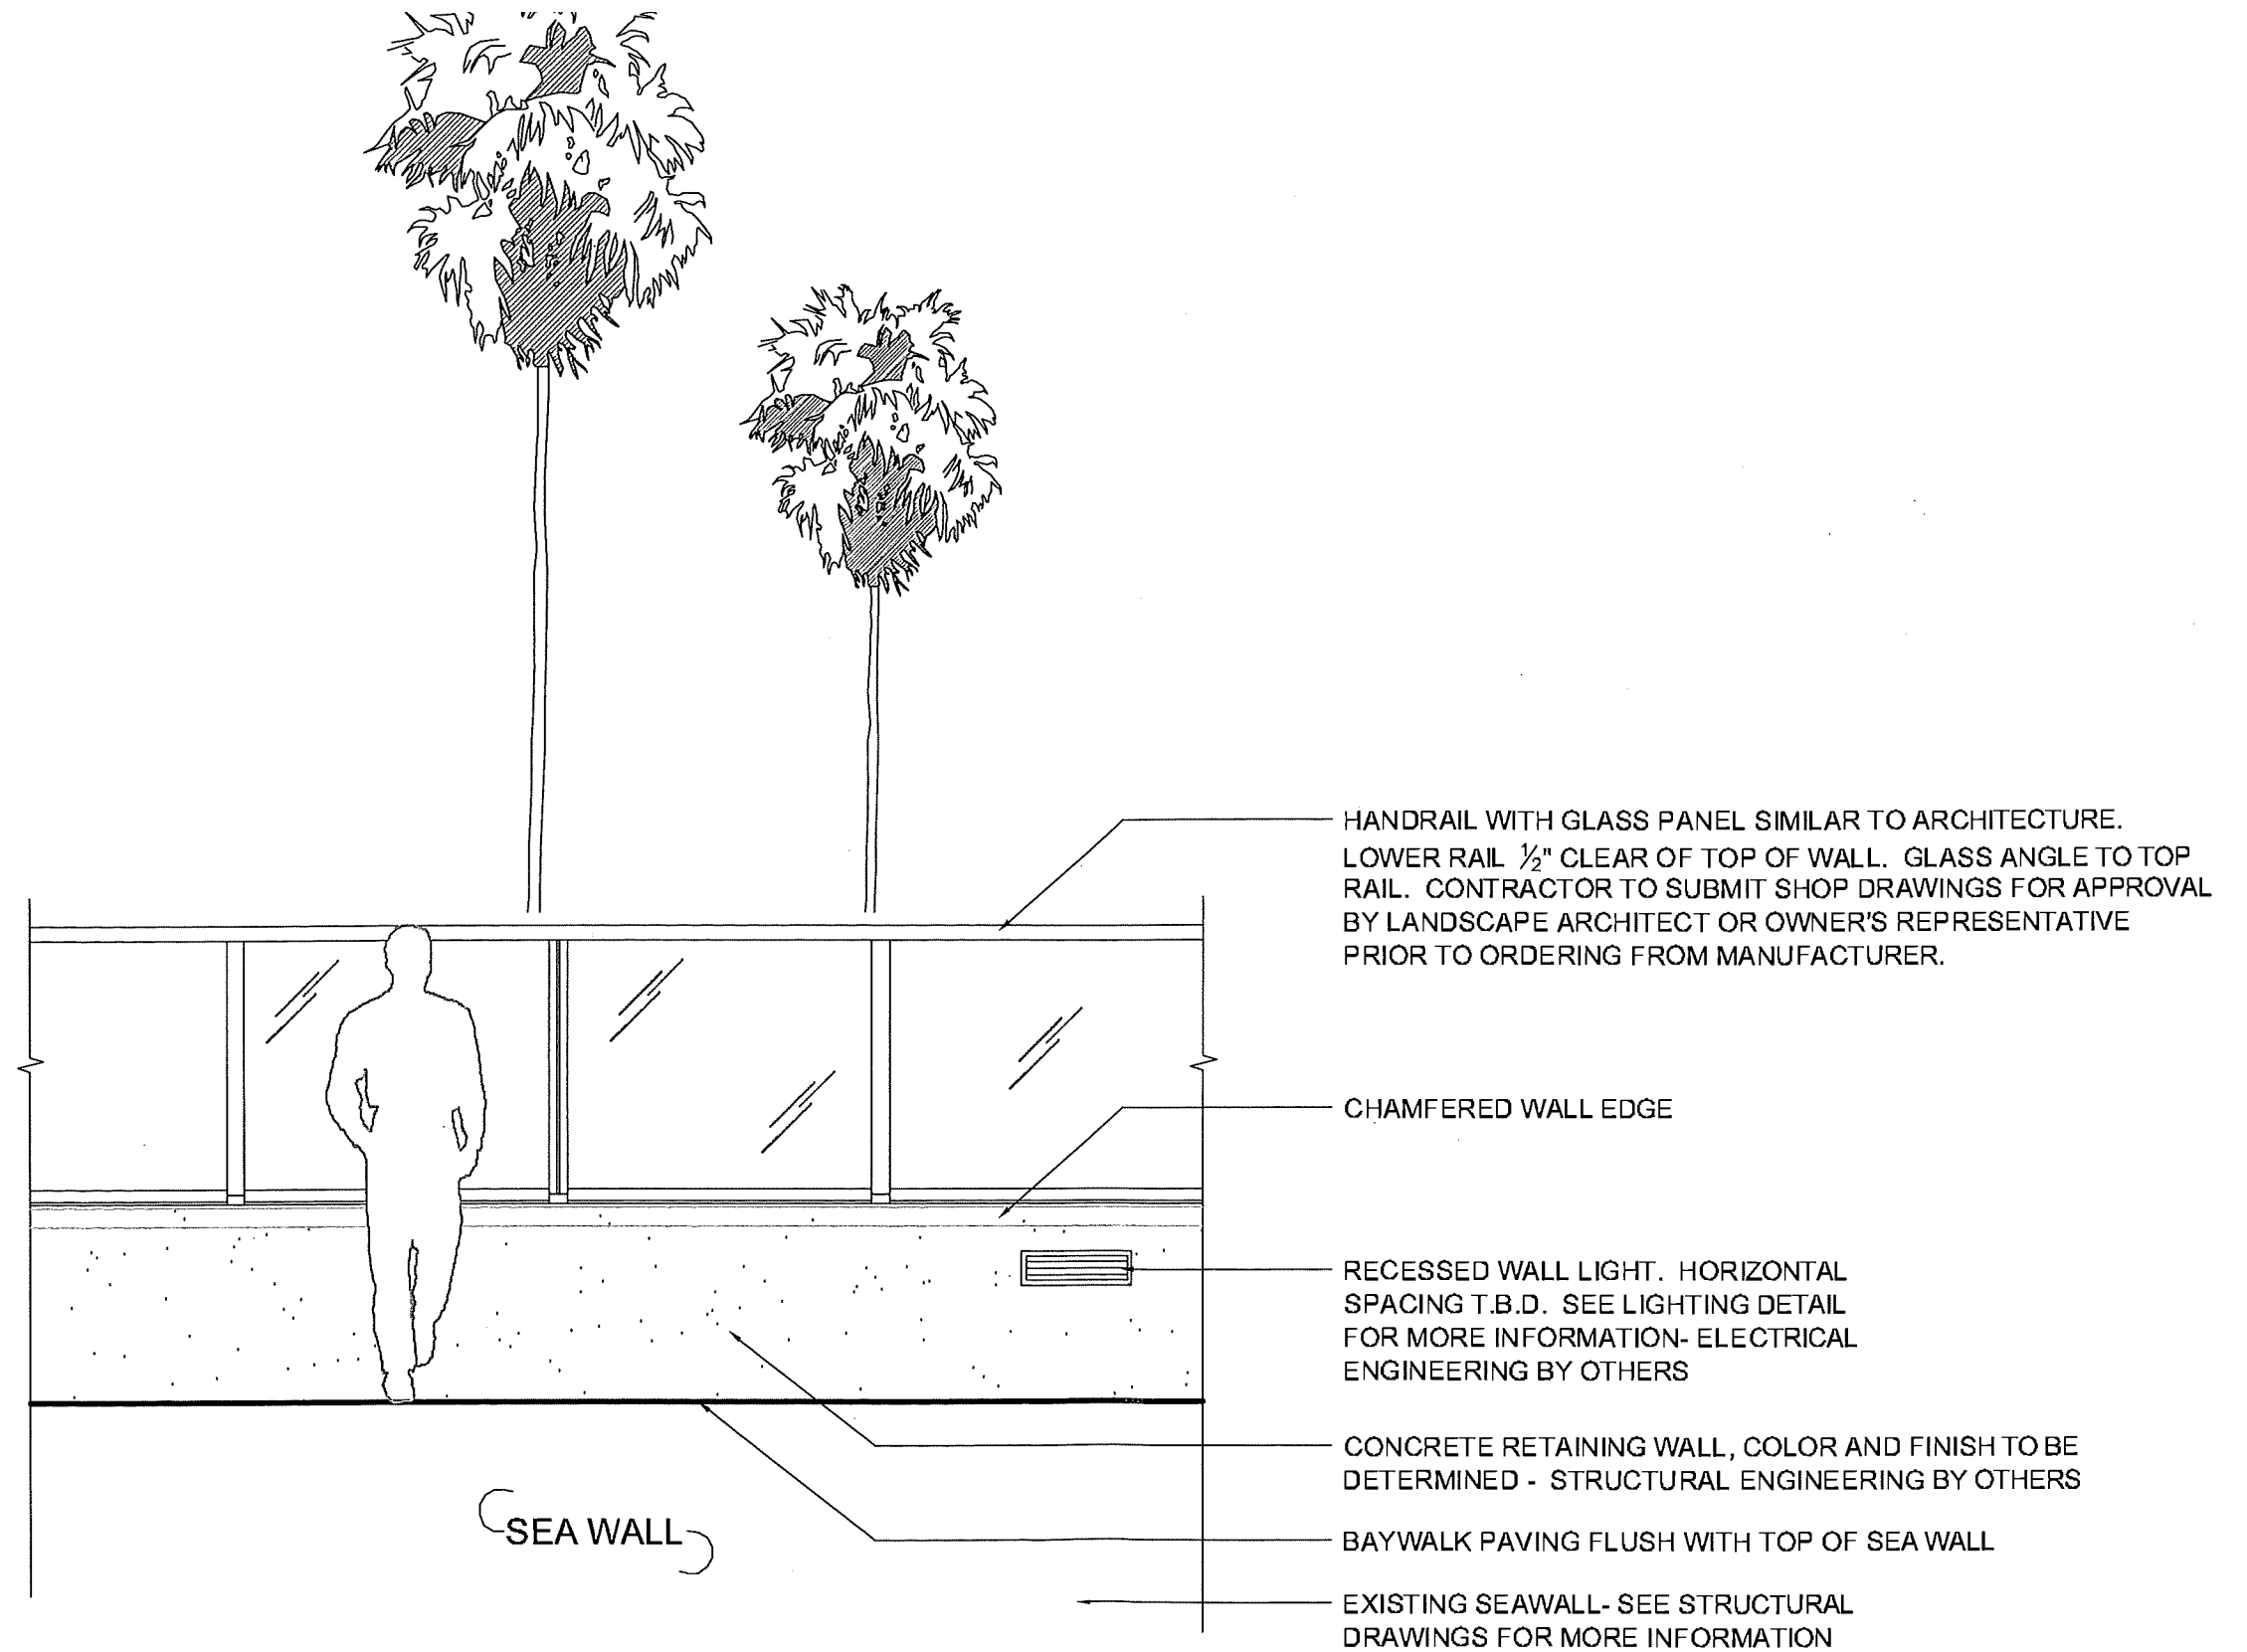 HANDRAIL WITH GLASS PANEL SIMILAR TO ARCHITECTURE.
LOWER RAIL ½" CLEAR OF TOP OF WALL. GLASS ANGLE TO TOP
RAIL. CONTRACTOR TO SUBMIT SHOP DRAWINGS FOR APPROVAL
BY LANDSCAPE ARCHITECT OR OWNER'S REPRESENTATIVE
PRIOR TO ORDERING FROM MANUFACTURER.
CHAMFERED WALL EDGE
RECESSED WALL LIGHT. HORIZONTAL
SPACING T.B.D. SEE LIGHTING DETAIL
FOR MORE INFORMATION- ELECTRICAL
ENGINEERING BY OTHERS
CONCRETE RETAINING WALL, COLOR AND FINISH TO BE
DETERMINED - STRUCTURAL ENGINEERING BY OTHERS
SEA WALL
BAYWALK PAVING FLUSH WITH TOP OF SEA WALL
EXISTING SEAWALL- SEE STRUCTURAL
DRAWINGS FOR MORE INFORMATION